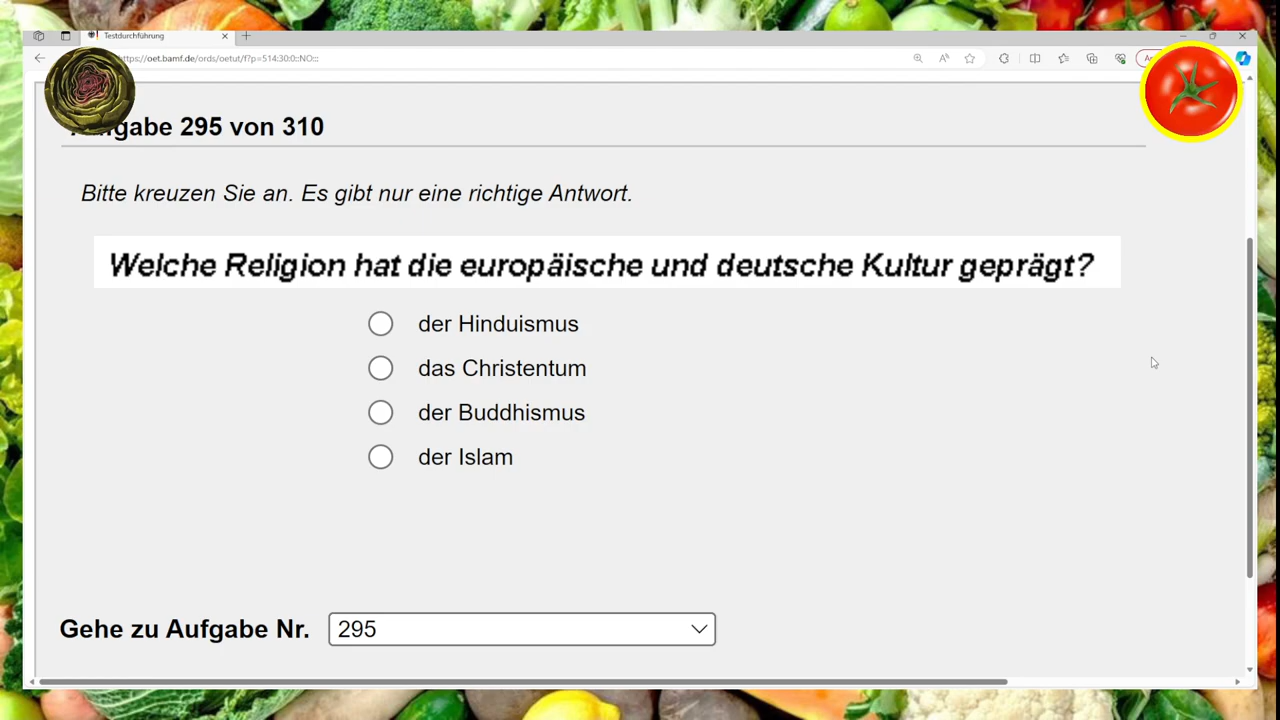 Testdurchführung
https://oet.bamf.de/ords/oetut/f?p=514:30:0::NO:::
Aufgabe 295 von 310
Bitte kreuzen Sie an. Es gibt nur eine richtige Antwort.
Welche Religion hat die europäische und deutsche Kultur geprägt?
der Hinduismus
das Christentum
der Buddhismus
der Islam
Gehe zu Aufgabe Nr. 295